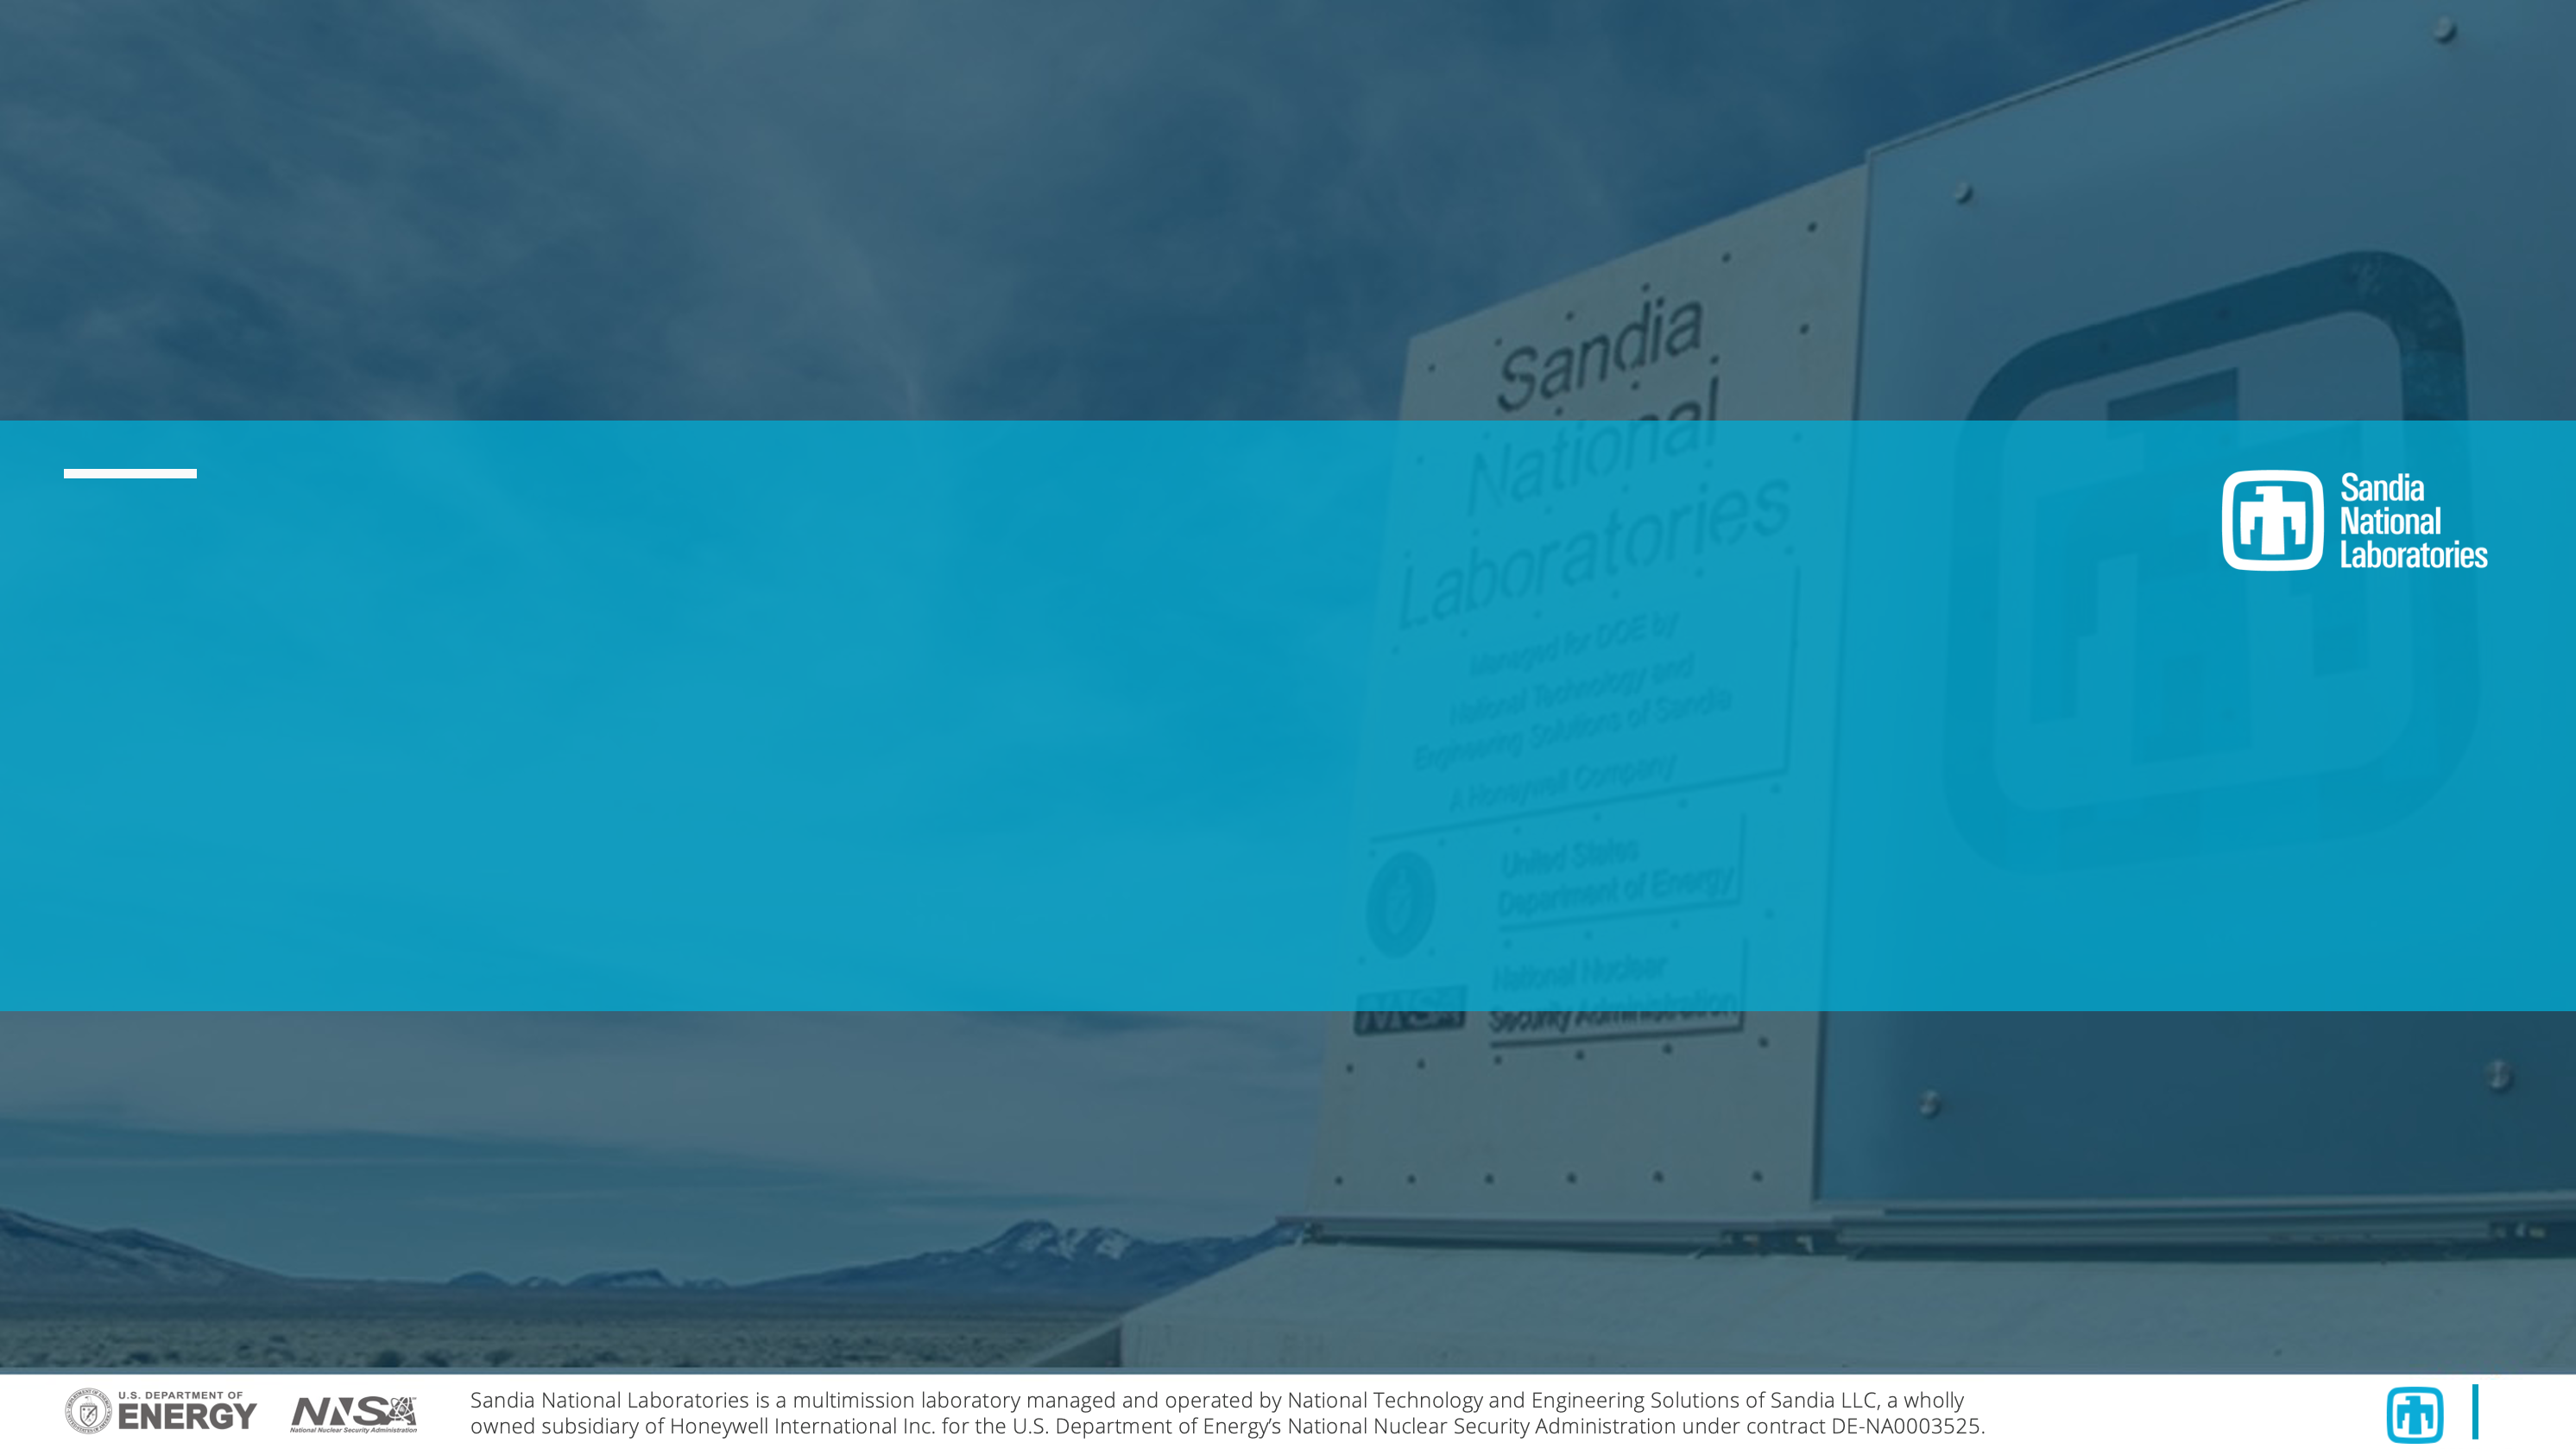 Sandia
National
Laboratories
Managed for DOE by
National Technology and
Engineering Solutions of Sandia
A Honeywell Company
United States
Department of Energy
NNSA
National Nuclear
Security Administration
Sandia
National
Laboratories
U.S. DEPARTMENT OF
ENERGY
NNSA
National Nuclear Security Administration
Sandia National Laboratories is a multimission laboratory managed and operated by National Technology and Engineering Solutions of Sandia LLC, a wholly
owned subsidiary of Honeywell International Inc. for the U.S. Department of Energy’s National Nuclear Security Administration under contract DE-NA0003525.